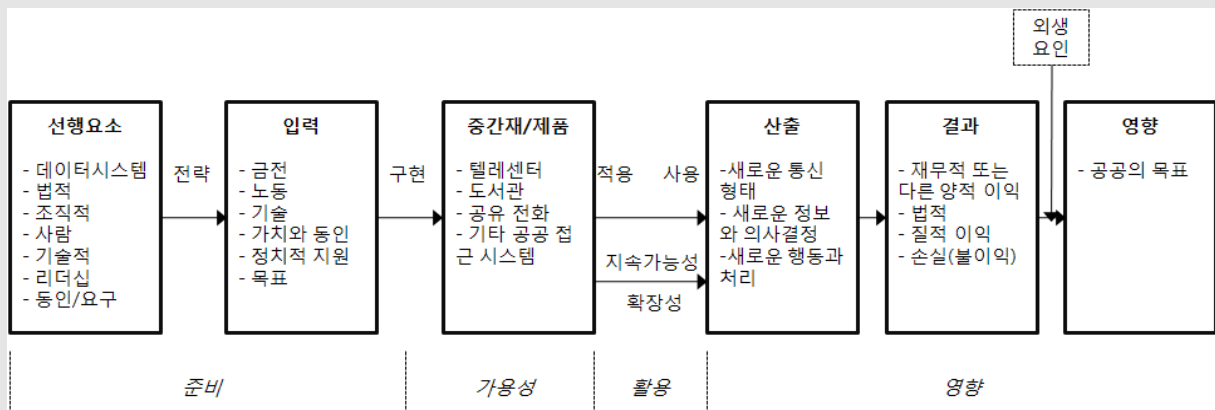 외생
요인
선행요소
- 데이터시스템
- 법적
- 조직적
- 사람
- 기술적
- 리더십
- 동인/요구
전략
입력
- 금전
- 노동
- 기술
- 가치와 동인
- 정치적 지원
- 목표
구현
중간재/제품
- 텔레센터
- 도서관
- 공유 전화
- 기타 공공 접
근 시스템
적용 사용
지속가능성
확장성
산출
-새로운 통신
형태
- 새로운 정보
와 의사결정
-새로운 행동과
처리
결과
- 재무적 또는
다른 양적 이익
- 법적
- 질적 이익
- 손실(불이익)
영향
- 공공의 목표
준비
가용성
활용
영향